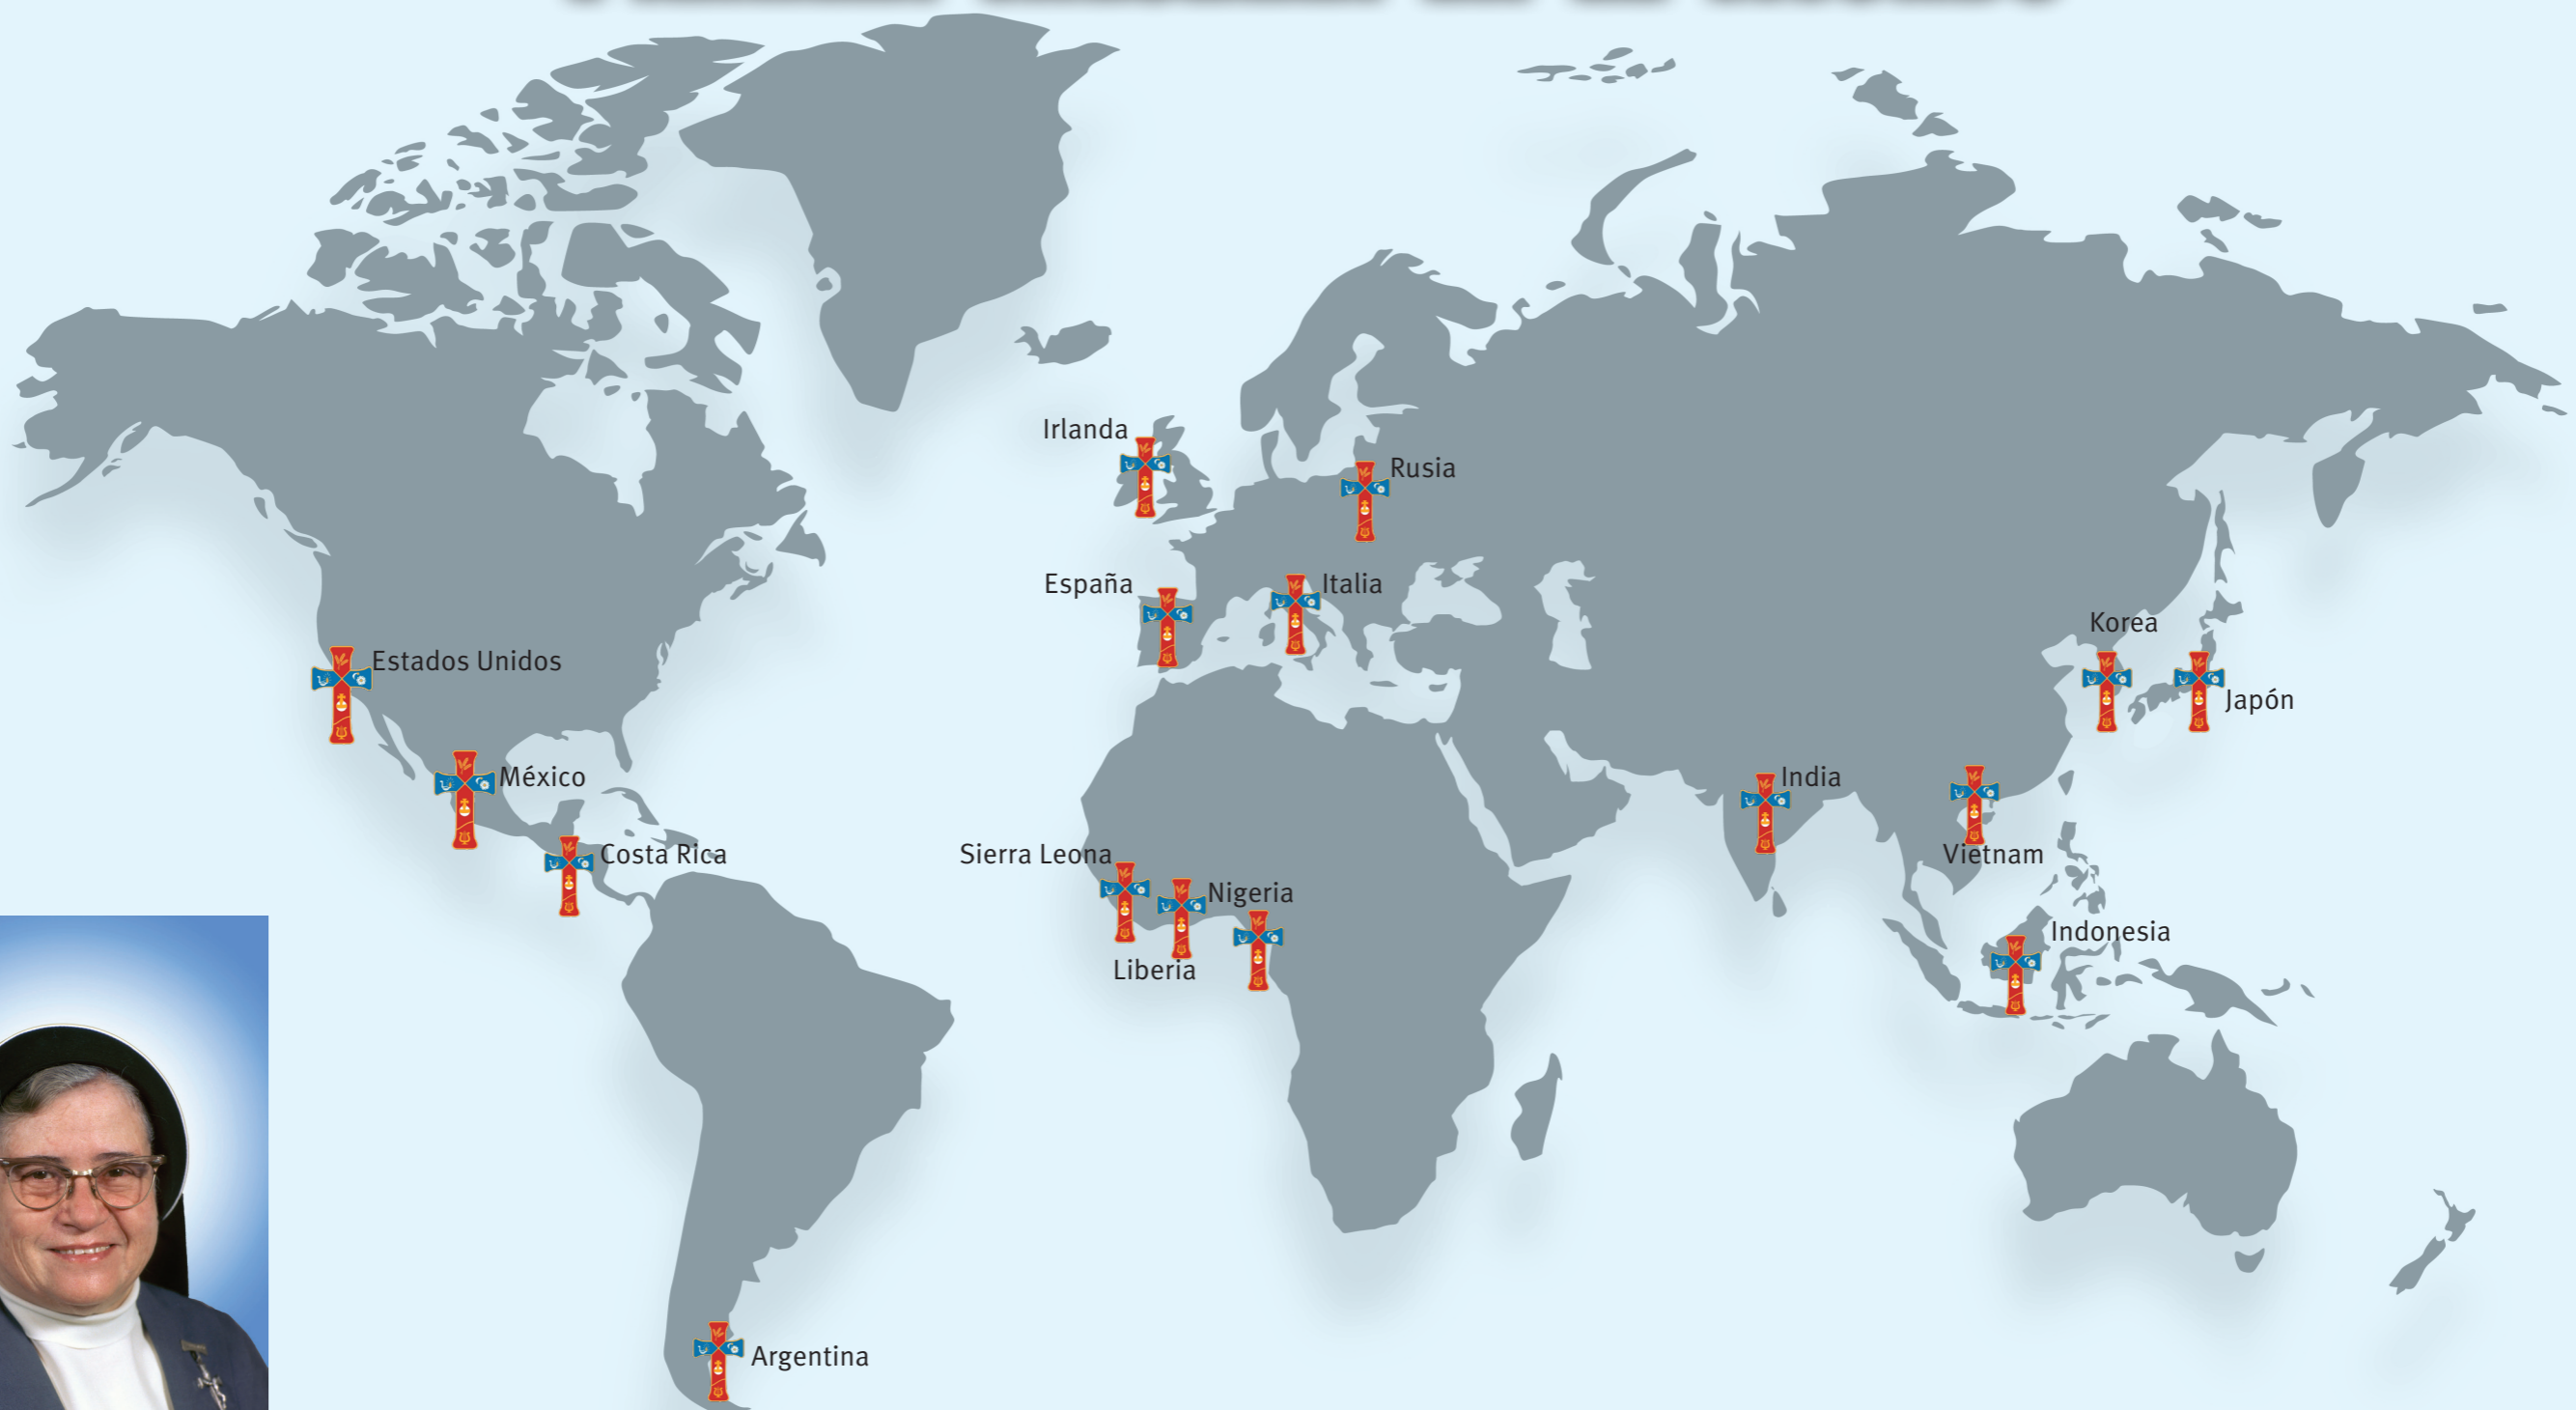 Irlanda
Rusia
España
Italia
Korea
Estados Unidos
Japón
México
India
Costa Rica
Sierra Leona
Vietnam
Nigeria
Indonesia
Liberia
Argentina